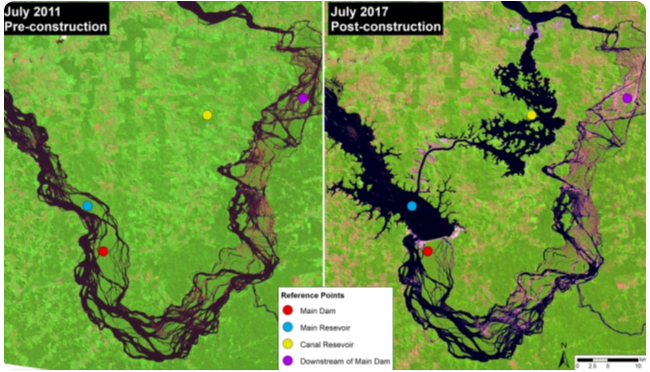 July 2011
Pre-construction
July 2017
Post-construction
Reference Points
Main Dam
Main Resevoir
Canal Resevoir
Downstream of Main Dam
N
0 2.5 5 10